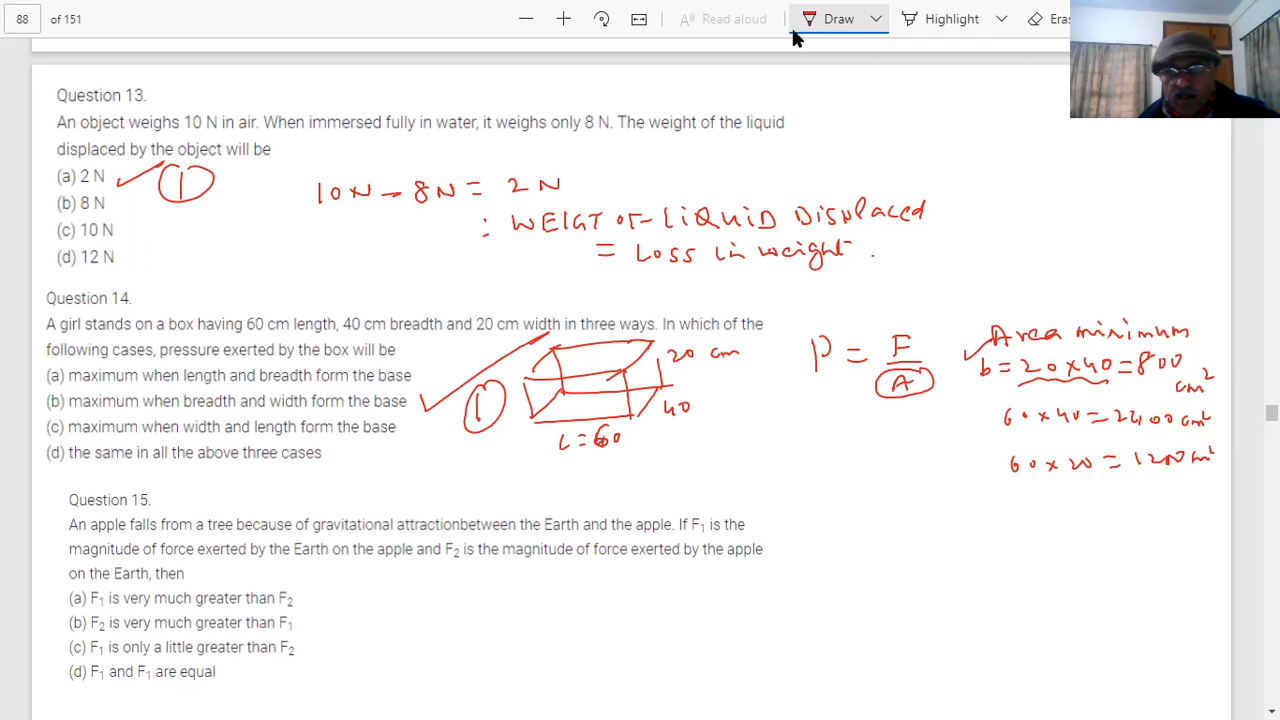 88 of 151
Read aloud
Draw
Highlight
Eras
Question 13.
An object weighs 10 N in air. When immersed fully in water, it weighs only 8 N. The weight of the liquid
displaced by the object will be
(a) 2 N
(b) 8 N
(c) 10 N
(d) 12 N
1
10N - 8N = 2N
: WEIGT OF LIQUID DISPlaced
= Loss in weight .
Question 14.
A girl stands on a box having 60 cm length, 40 cm breadth and 20 cm width in three ways. In which of the
following cases, pressure exerted by the box will be
(a) maximum when length and breadth form the base
(b) maximum when breadth and width form the base
(c) maximum when width and length form the base
(d) the same in all the above three cases
1
20 cm
40
L = 60
P = F
A
Area minimum
b = 20 x 40 = 800
cm²
60 x 40 = 2400 cm²
60 x 20 = 1200 cm²
Question 15.
An apple falls from a tree because of gravitational attractionbetween the Earth and the apple. If F₁ is the
magnitude of force exerted by the Earth on the apple and F₂ is the magnitude of force exerted by the apple
on the Earth, then
(a) F₁ is very much greater than F₂
(b) F₂ is very much greater than F₁
(c) F₁ is only a little greater than F₂
(d) F₁ and F₁ are equal